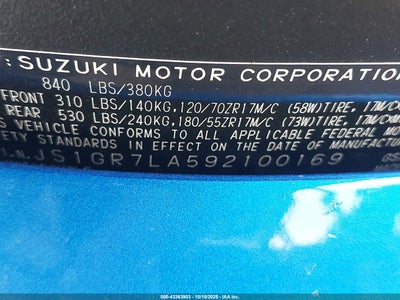 : SUZUKI MOTOR CORPORATION
840 LBS/380KG
FRONT 310 LBS/140KG.120/70ZR17M/C (58W)TIRE, 17M/C
REAR 530 LBS/240KG.180/55ZR17M/C (73W)TIRE, 17M/C
S VEHICLE CONFORMS TO ALL APPLICABLE FEDERAL
SAFETY STANDARDS IN EFFECT ON THE DATE OF
JS1GR7LA592100169
000-43363903 - 10/10/2025 - IAA Inc.